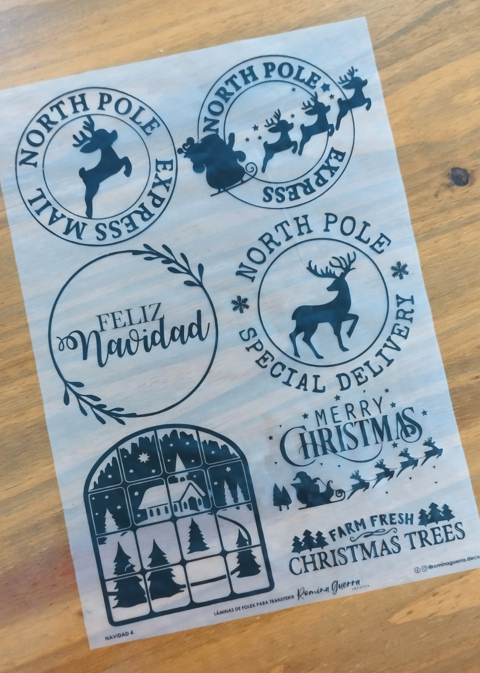 NORTH POLE
EXPRESS MAIL
NORTH POLE
EXPRESS
FELIZ
Navidad
NORTH POLE
SPECIAL DELIVERY
MERRY
CHRISTMAS
FARM FRESH
CHRISTMAS TREES
NAVIDAD 4
LÁMINAS DE FOLEX PARA TRANSFERIR
Romina Guerra